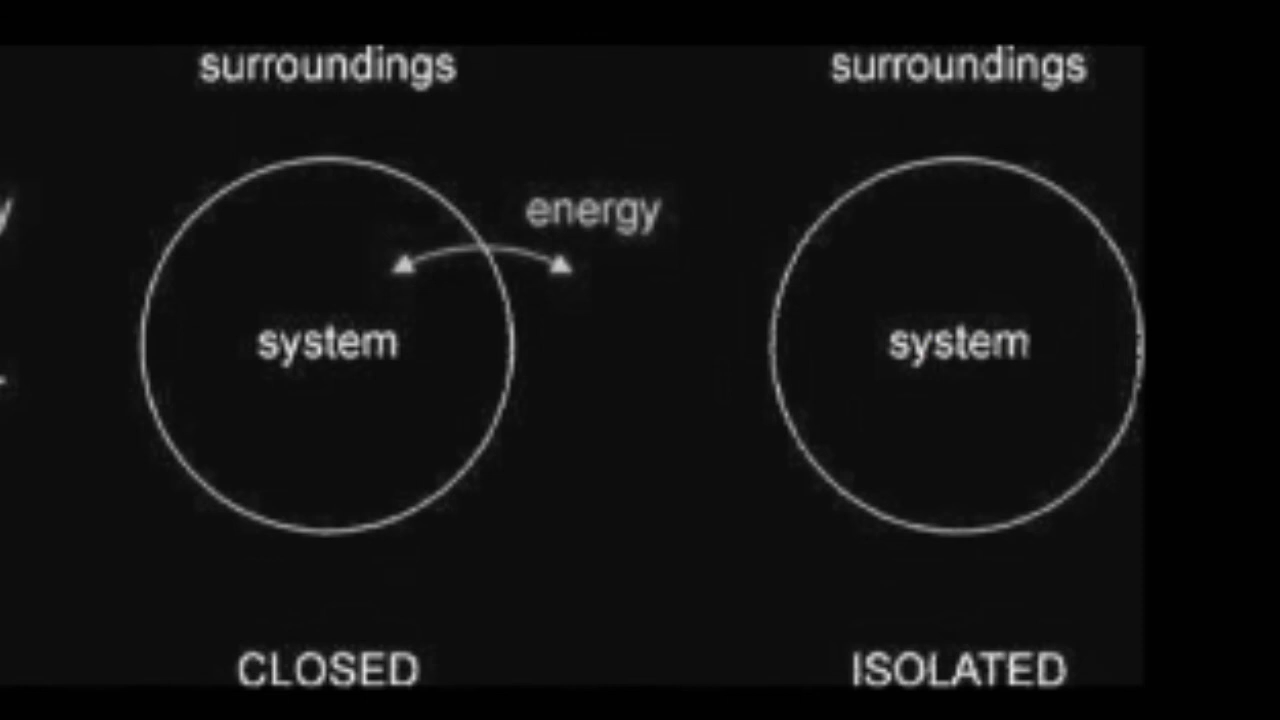 surroundings
surroundings
energy
system
system
CLOSED
ISOLATED